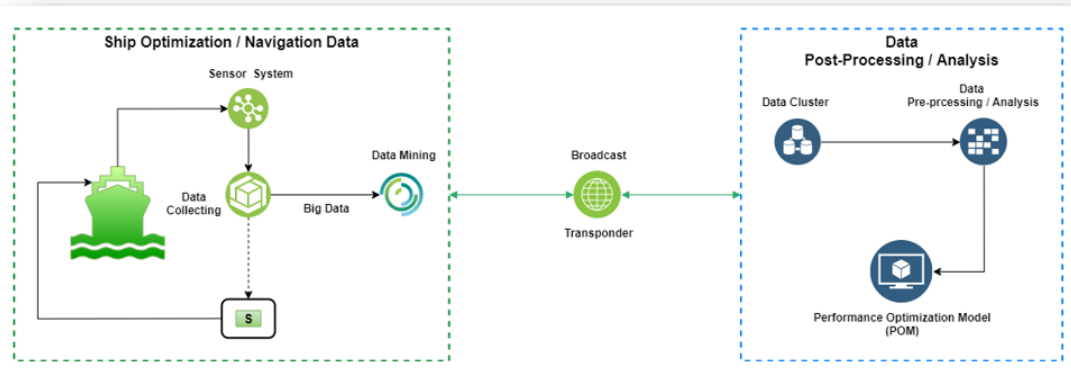 Ship Optimization / Navigation Data
Sensor System
Data
Collecting
Big Data
Data Mining
S
Broadcast
Transponder
Data
Post-Processing / Analysis
Data Cluster
Data
Pre-prcessing / Analysis
Performance Optimization Model
(POM)